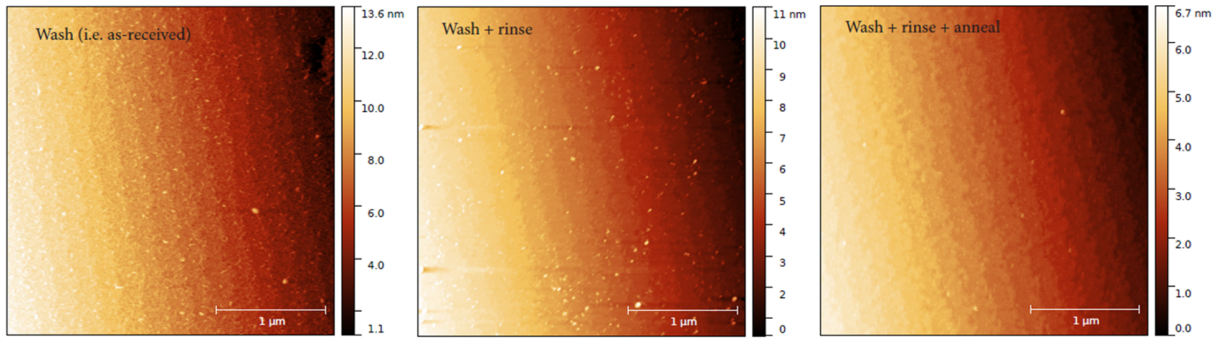 Wash (i.e. as-received)
13.6 nm
12.0
10.0
8.0
6.0
4.0
1.1
1 µm
Wash + rinse
11 nm
10
9
8
7
6
5
4
3
2
0
1 µm
Wash + rinse + anneal
6.7 nm
6.0
5.0
4.0
3.0
2.0
1.0
0.0
1 µm